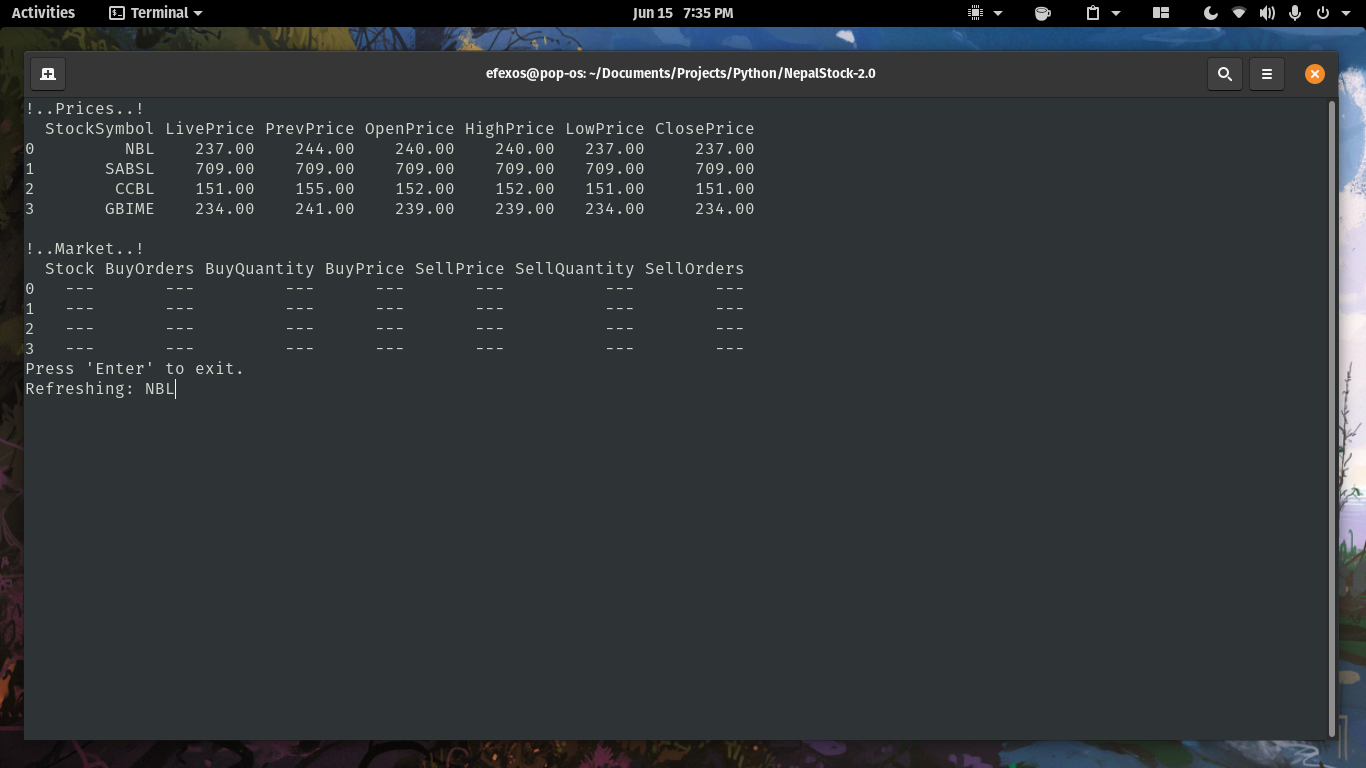 Activities Terminal Jun 15 7:35 PM
efexos@pop-os: ~/Documents/Projects/Python/NepalStock-2.0
!..Prices..!
StockSymbol LivePrice PrevPrice OpenPrice HighPrice LowPrice ClosePrice
0 NBL 237.00 244.00 240.00 240.00 237.00 237.00
1 SABSL 709.00 709.00 709.00 709.00 709.00 709.00
2 CCBL 151.00 155.00 152.00 152.00 151.00 151.00
3 GBIME 234.00 241.00 239.00 239.00 234.00 234.00
!..Market..!
Stock BuyOrders BuyQuantity BuyPrice SellPrice SellQuantity SellOrders
0 --- --- --- --- --- --- ---
1 --- --- --- --- --- --- ---
2 --- --- --- --- --- --- ---
3 --- --- --- --- --- --- ---
Press 'Enter' to exit.
Refreshing: NBL